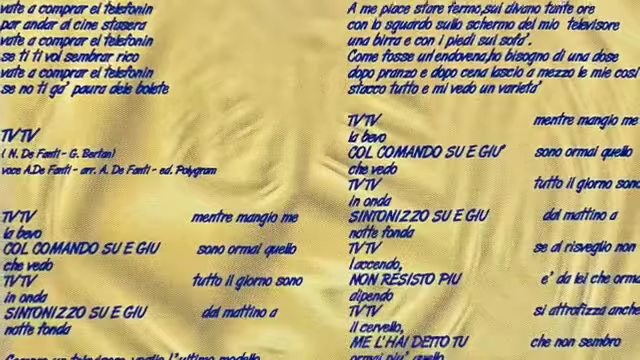 vate a comprar el telefonin
par andar al cine stasera
vate a comprar el telefonin
se ti ti vol sembrar rico
vate a comprar el telefonin
se no ti ga' paura dele bolete
TV TV
( N. De Fanti - G. Bertan)
voce A.De Fanti - arr. A. De Fanti - ed. Polygram
TV TV mentre mangio me
la bevo
COL COMANDO SU E GIU sono ormai quello
che vedo
TV TV tutto il giorno sono
in onda
SINTONIZZO SU E GIU dal mattino a
notte fonda
A me piace stare fermo,sul divano tante ore
con lo sguardo sullo schermo del mio televisore
una birra e con i piedi sul sofa'.
Come fosse un'endovena,ho bisogno di una dose
dopo pranzo e dopo cena lascio a mezzo le mie cose
stacco tutto e mi vedo un varieta'
TV TV mentre mangio me
la bevo
COL COMANDO SU E GIU' sono ormai quello
che vedo
TV TV tutto il giorno sono
in onda
SINTONIZZO SU E GIU dal mattino a
notte fonda
TV TV se al risveglio non
l accendo,
NON RESISTO PIU e' da lei che ormai
dipendo
TV TV si atrofizza anche
il cervello,
ME L' HAI DETTO TU che non sembro
ormai piu' quello